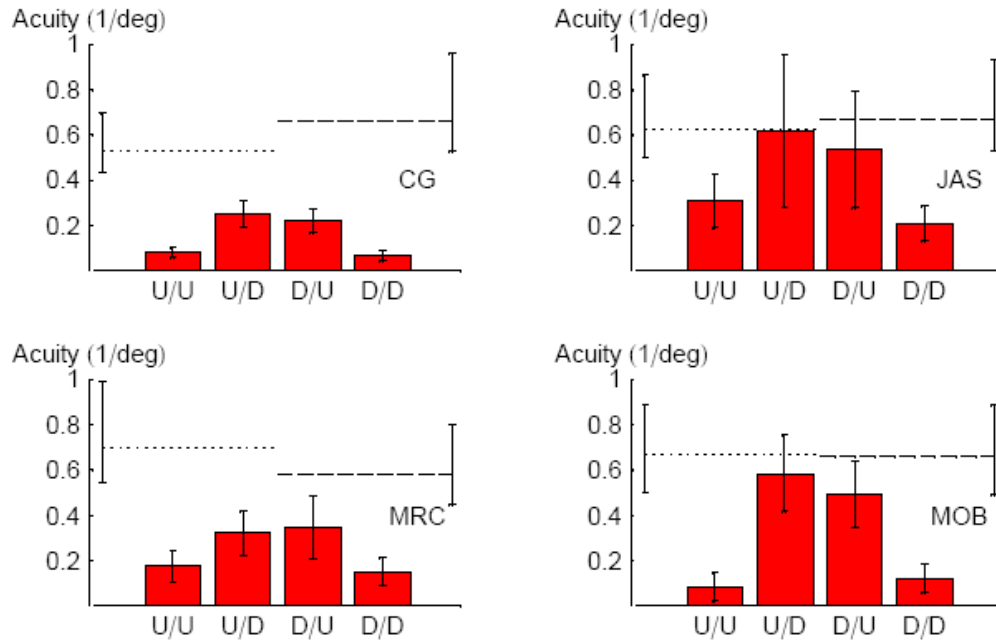 Acuity (1/deg)
1
0.8
0.6
0.4
0.2
CG
U/U U/D D/U D/D
Acuity (1/deg)
1
0.8
0.6
0.4
0.2
JAS
U/U U/D D/U D/D
Acuity (1/deg)
1
0.8
0.6
0.4
0.2
MRC
U/U U/D D/U D/D
Acuity (1/deg)
1
0.8
0.6
0.4
0.2
MOB
U/U U/D D/U D/D